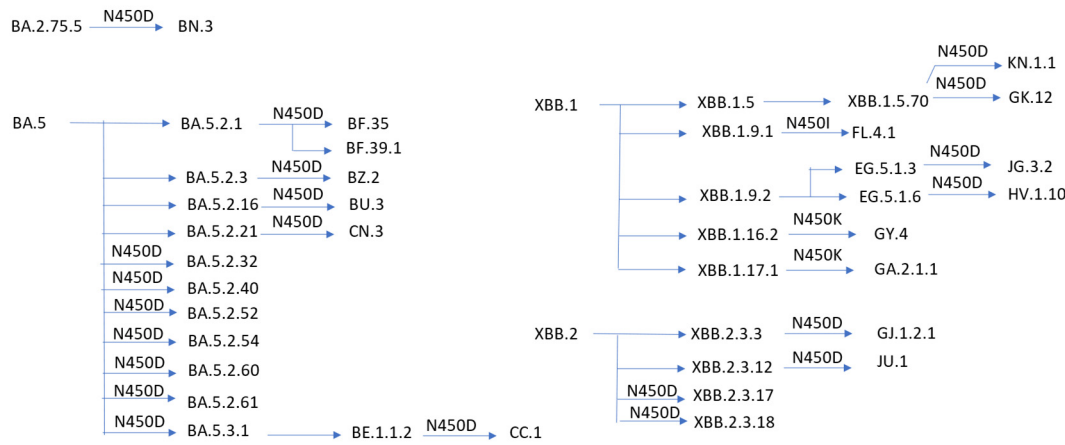 BA.2.75.5 N450D BN.3
BA.5 BA.5.2.1 N450D BF.35
BF.39.1
BA.5.2.3 N450D BZ.2
BA.5.2.16 N450D BU.3
BA.5.2.21 N450D CN.3
N450D BA.5.2.32
N450D BA.5.2.40
N450D BA.5.2.52
N450D BA.5.2.54
N450D BA.5.2.60
N450D BA.5.2.61
N450D BA.5.3.1 BE.1.1.2 N450D CC.1
N450D KN.1.1
XBB.1 XBB.1.5 XBB.1.5.70 N450D GK.12
XBB.1.9.1 N450I FL.4.1
EG.5.1.3 N450D JG.3.2
XBB.1.9.2 EG.5.1.6 N450D HV.1.10
XBB.1.16.2 N450K GY.4
XBB.1.17.1 N450K GA.2.1.1
XBB.2 XBB.2.3.3 N450D GJ.1.2.1
XBB.2.3.12 N450D JU.1
N450D XBB.2.3.17
N450D XBB.2.3.18